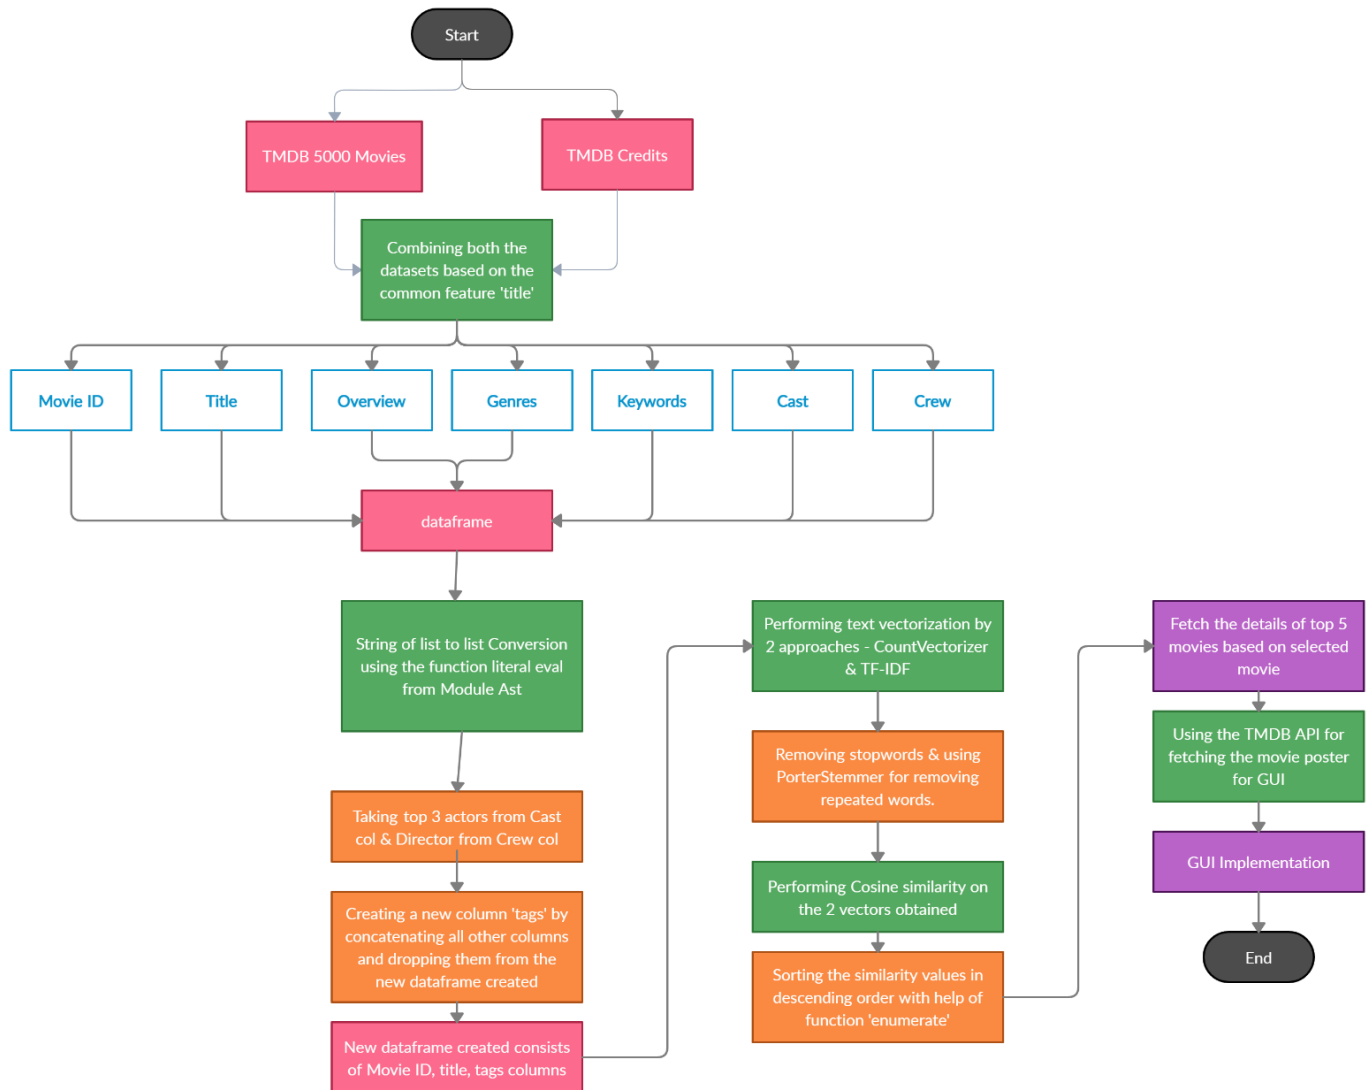 Start
TMDB 5000 Movies
TMDB Credits
Combining both the
datasets based on the
common feature 'title'
Movie ID
Title
Overview
Genres
Keywords
Cast
Crew
dataframe
String of list to list Conversion
using the function literal eval
from Module Ast
Taking top 3 actors from Cast
col & Director from Crew col
Creating a new column 'tags' by
concatenating all other columns
and dropping them from the
new dataframe created
New dataframe created consists
of Movie ID, title, tags columns
Performing text vectorization by
2 approaches - CountVectorizer
& TF-IDF
Removing stopwords & using
PorterStemmer for removing
repeated words.
Performing Cosine similarity on
the 2 vectors obtained
Sorting the similarity values in
descending order with help of
function 'enumerate'
Fetch the details of top 5
movies based on selected
movie
Using the TMDB API for
fetching the movie poster
for GUI
GUI Implementation
End